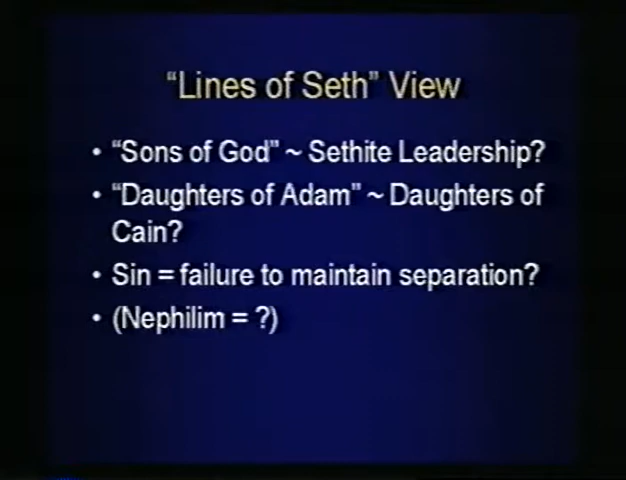 “Lines of Seth” View
• “Sons of God” ~ Sethite Leadership?
• “Daughters of Adam” ~ Daughters of
Cain?
• Sin = failure to maintain separation?
• (Nephilim = ?)